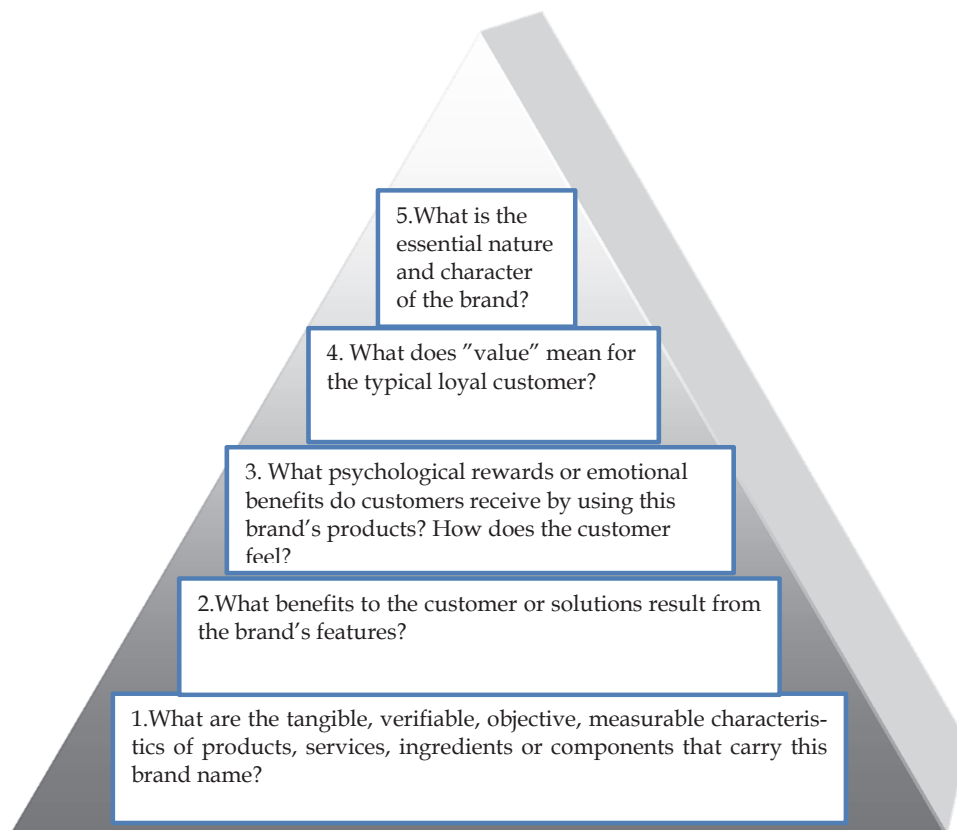 5.What is the
essential nature
and character
of the brand?
4. What does ″value” mean for
the typical loyal customer?
3. What psychological rewards or emotional
benefits do customers receive by using this
brand’s products? How does the customer
feel?
2.What benefits to the customer or solutions result from
the brand’s features?
1.What are the tangible, verifiable, objective, measurable characteris-
tics of products, services, ingredients or components that carry this
brand name?